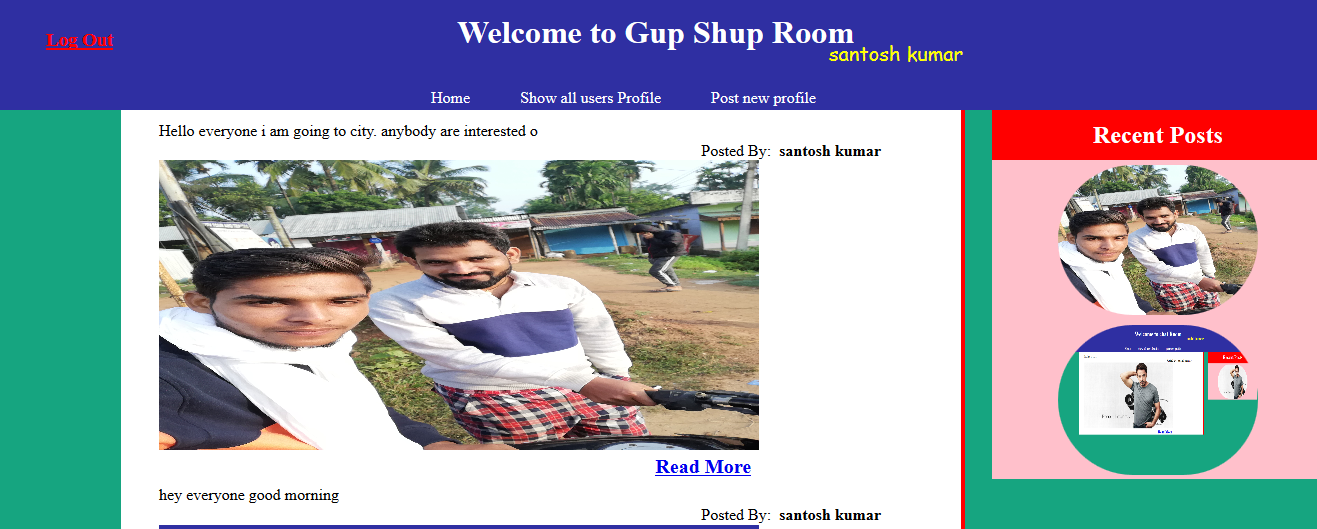 Log Out
Welcome to Gup Shup Room
santosh kumar
Home Show all users Profile Post new profile
Hello everyone i am going to city. anybody are interested o
Posted By: santosh kumar
Read More
hey everyone good morning
Posted By: santosh kumar
Recent Posts